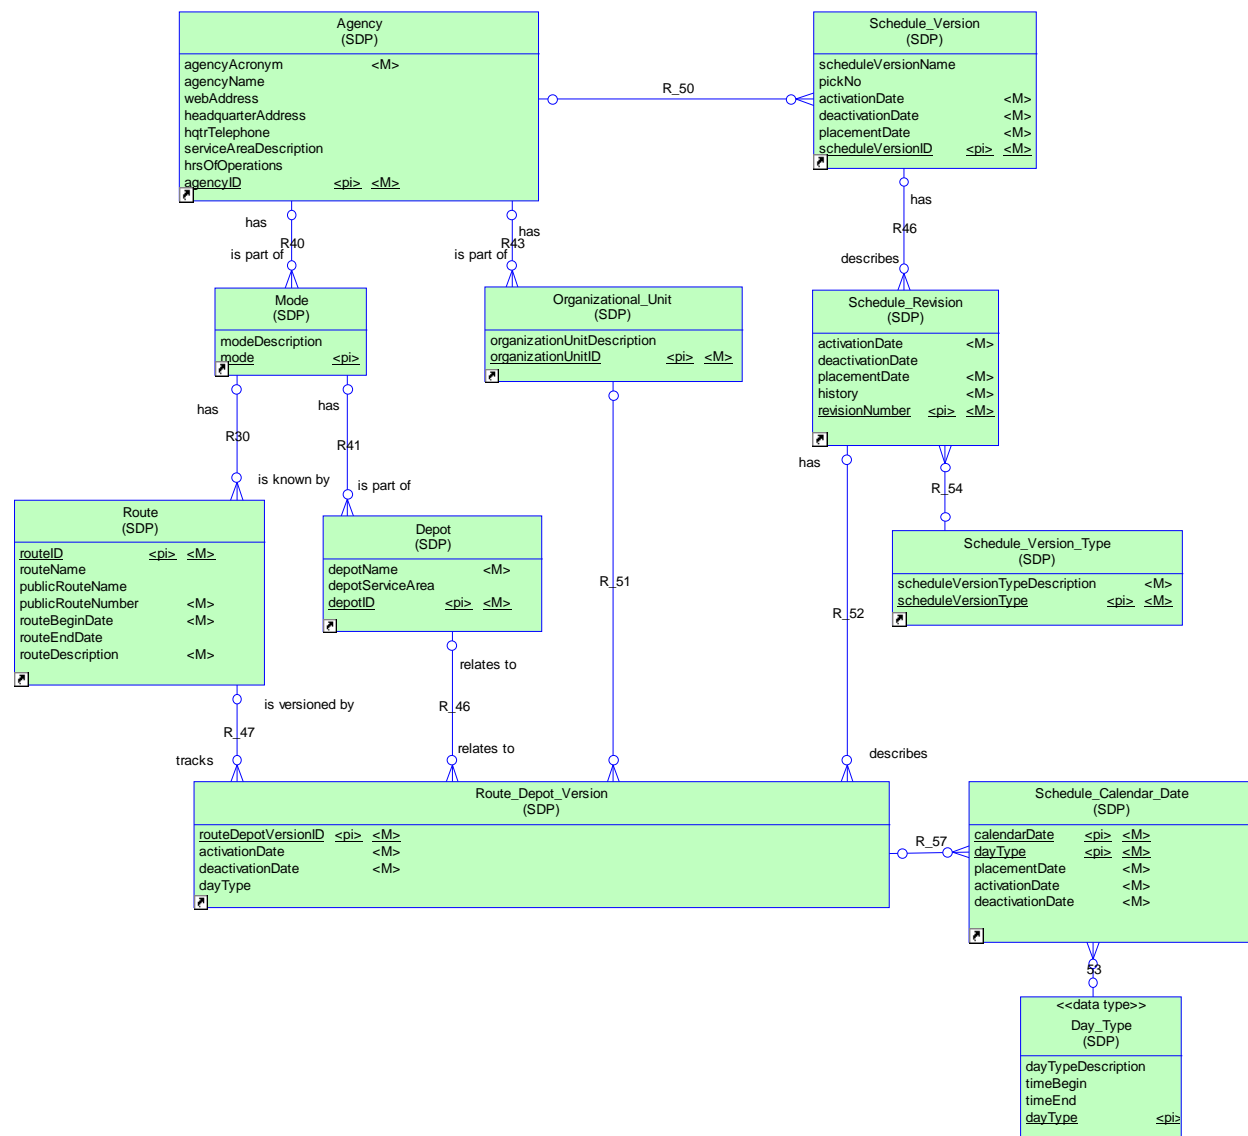 Agency
(SDP)
agencyAcronym <M>
agencyName
webAddress
headquarterAddress
hqtrTelephone
serviceAreaDescription
hrsOfOperations
agencyID <pi> <M>
R_50
Schedule_Version
(SDP)
scheduleVersionName
pickNo
activationDate <M>
deactivationDate <M>
placementDate <M>
scheduleVersionID <pi> <M>
has
R40
is part of
has
R43
is part of
has
R46
describes
Mode
(SDP)
modeDescription
mode <pi>
Organizational_Unit
(SDP)
organizationUnitDescription
organizationUnitID <pi> <M>
Schedule_Revision
(SDP)
activationDate <M>
deactivationDate
placementDate <M>
history <M>
revisionNumber <pi> <M>
has
R30
is known by
has
R41
is part of
has
R_54
Route
(SDP)
routeID <pi> <M>
routeName
publicRouteName
publicRouteNumber <M>
routeBeginDate <M>
routeEndDate
routeDescription <M>
Depot
(SDP)
depotName <M>
depotServiceArea
depotID <pi> <M>
R_51
R_52
Schedule_Version_Type
(SDP)
scheduleVersionTypeDescription <M>
scheduleVersionType <pi> <M>
is versioned by
R_47
tracks
relates to
R_46
relates to
describes
Route_Depot_Version
(SDP)
routeDepotVersionID <pi> <M>
activationDate <M>
deactivationDate <M>
dayType
R_57
Schedule_Calendar_Date
(SDP)
calendarDate <pi> <M>
dayType <pi> <M>
placementDate <M>
activationDate <M>
deactivationDate <M>
53
<<data type>>
Day_Type
(SDP)
dayTypeDescription
timeBegin
timeEnd
dayType <pi>